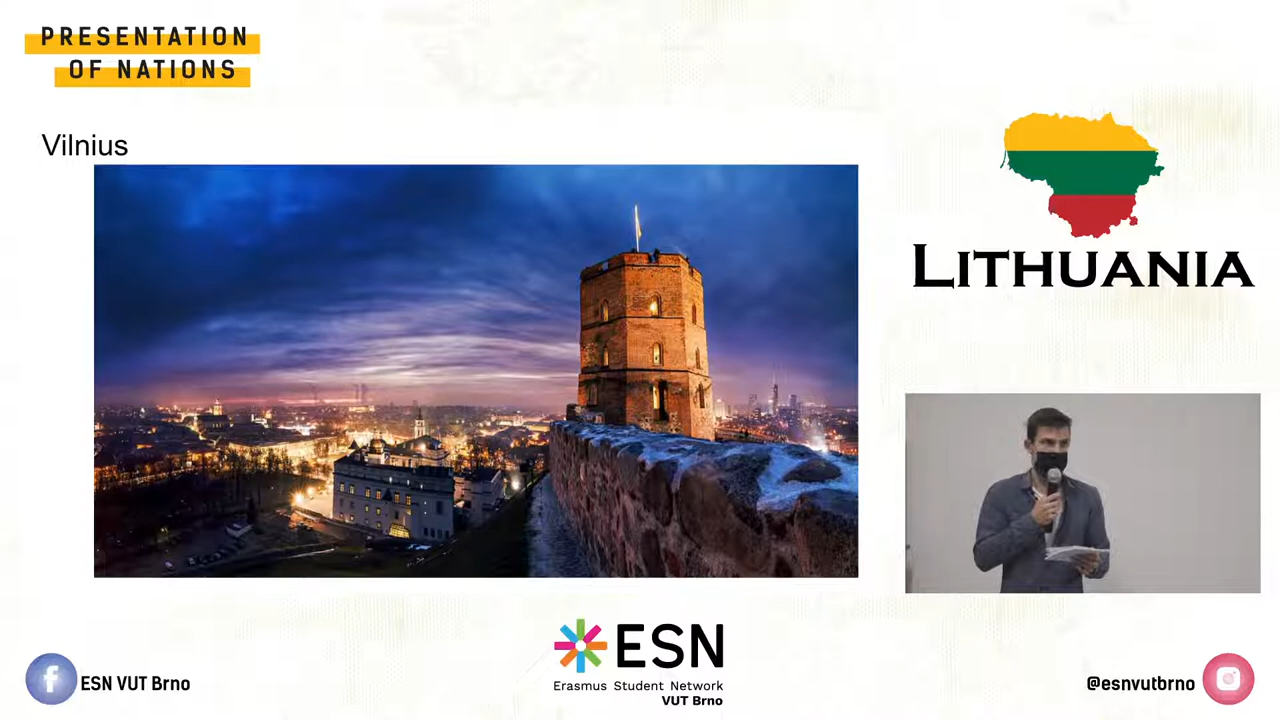 PRESENTATION
OF NATIONS
Vilnius
LITHUANIA
ESN
Erasmus Student Network
VUT Brno
ESN VUT Brno
@esnvutbrno